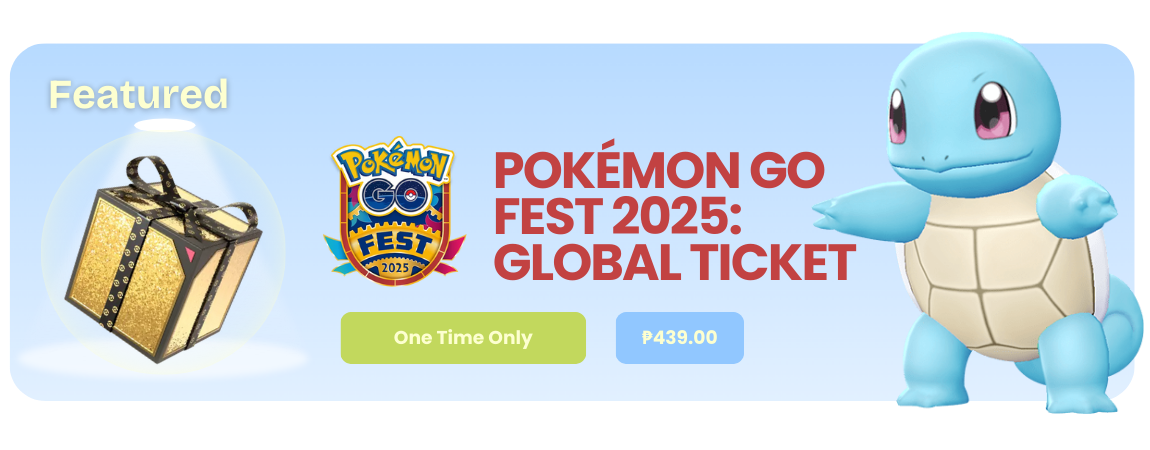 Featured
Pokémon
GO
FEST
2025
POKÉMON GO
FEST 2025:
GLOBAL TICKET
One Time Only
₱439.00